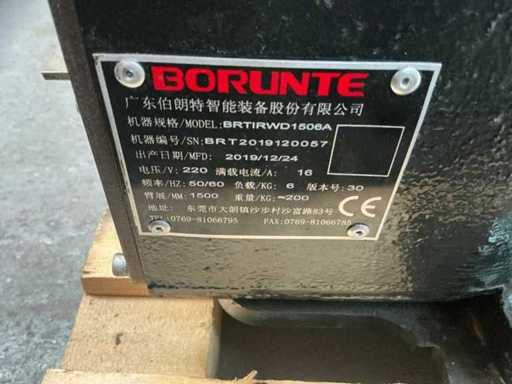 BORUNTE
广东伯朗特智能装备股份有限公司
机器规格/MODEL: BRTIRWD1506A
机器编号/SN: BRT2019120057
出产日期/MFD: 2019/12/24
电压/V: 220 满载电流/A: 16
频率/HZ: 50/60 负载/KG: 6 版本号: 30
臂展/MM: 1500 重量/KG: ≈200
地址: 东莞市大朗镇沙步村沙富路83号
TEL:0769-81066795 FAX:0769-81066785
CE